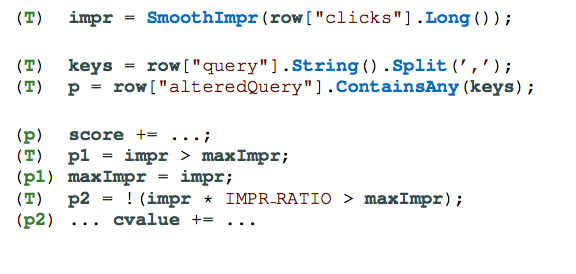 (T) impr = SmoothImpr(row["clicks"].Long());
(T) keys = row["query"].String().Split(',');
(T) p = row["alteredQuery"].ContainsAny(keys);
(p) score += ...;
(T) p1 = impr > maxImpr;
(p1) maxImpr = impr;
(T) p2 = !(impr * IMPR_RATIO > maxImpr);
(p2) ... cvalue += ...